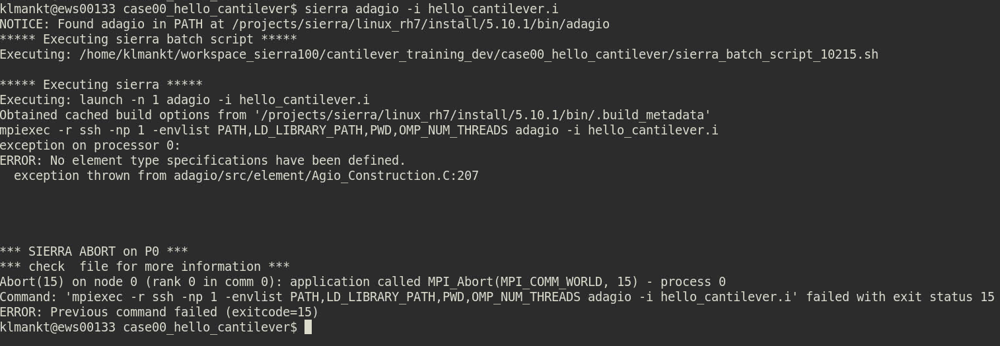 klmankt@ews00133 case00_hello_cantilever$ sierra adagio -i hello_cantilever.i
NOTICE: Found adagio in PATH at /projects/sierra/linux_rh7/install/5.10.1/bin/adagio
***** Executing sierra batch script *****
Executing: /home/klmankt/workspace_sierra100/cantilever_training_dev/case00_hello_cantilever/sierra_batch_script_10215.sh
***** Executing sierra *****
Executing: launch -n 1 adagio -i hello_cantilever.i
Obtained cached build options from '/projects/sierra/linux_rh7/install/5.10.1/bin/.build_metadata'
mpiexec -r ssh -np 1 -envlist PATH,LD_LIBRARY_PATH,PWD,OMP_NUM_THREADS adagio -i hello_cantilever.i
exception on processor 0:
ERROR: No element type specifications have been defined.
  exception thrown from adagio/src/element/Agio_Construction.C:207
*** SIERRA ABORT on P0 ***
*** check  file for more information ***
Abort(15) on node 0 (rank 0 in comm 0): application called MPI_Abort(MPI_COMM_WORLD, 15) - process 0
Command: 'mpiexec -r ssh -np 1 -envlist PATH,LD_LIBRARY_PATH,PWD,OMP_NUM_THREADS adagio -i hello_cantilever.i' failed with exit status 15
ERROR: Previous command failed (exitcode=15)
klmankt@ews00133 case00_hello_cantilever$